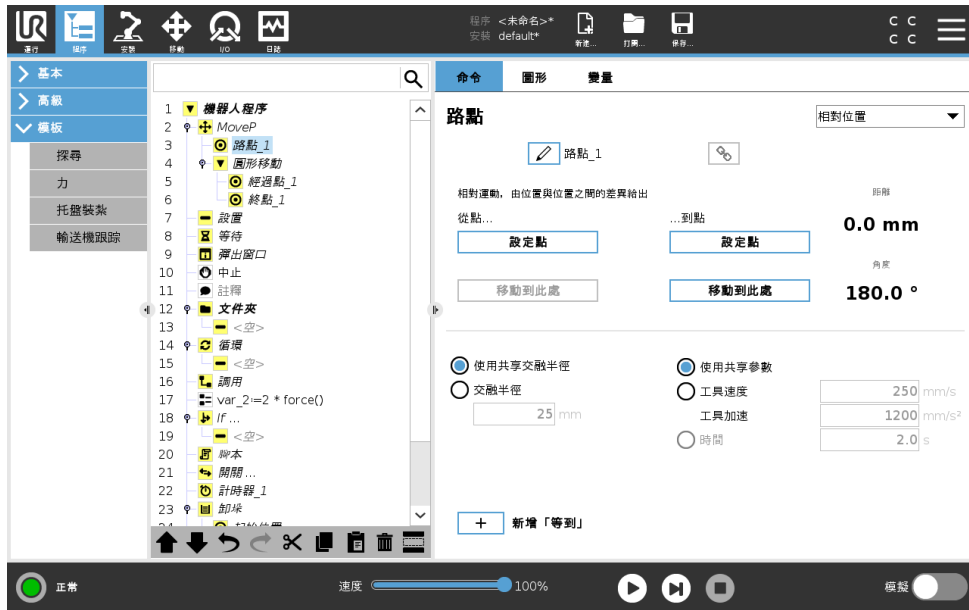 UR
程序 <未命名>*
安裝 default*
C C
C C
運行
程序
安裝
移動
I/O
日誌
新建...
打開...
保存...
基本
高級
模板
探尋
力
托盤裝紮
輸送機跟踪
1 機器人程序
2 MoveP
3 路點_1
4 圓形移動
5 經過點_1
6 終點_1
7 設置
8 等待
9 彈出窗口
10 中止
11 註釋
12 文件夾
13 <空>
14 循環
15 <空>
16 調用
17 var_2≔2 * force()
18 If ...
19 <空>
20 腳本
21 開關 ...
22 計時器_1
23 卸垛
24 起始位置
命令 圖形 變量
路點
相對位置
路點_1
相對運動，由位置與位置之間的差異給出
距離
從點... ...到點
0.0 mm
設定點 設定點
角度
移動到此處 移動到此處
180.0 °
使用共享交融半徑
交融半徑
25 mm
使用共享參數
工具速度 250 mm/s
工具加速 1200 mm/s²
時間 2.0 s
+ 新增「等到」
正常
速度 100%
模擬